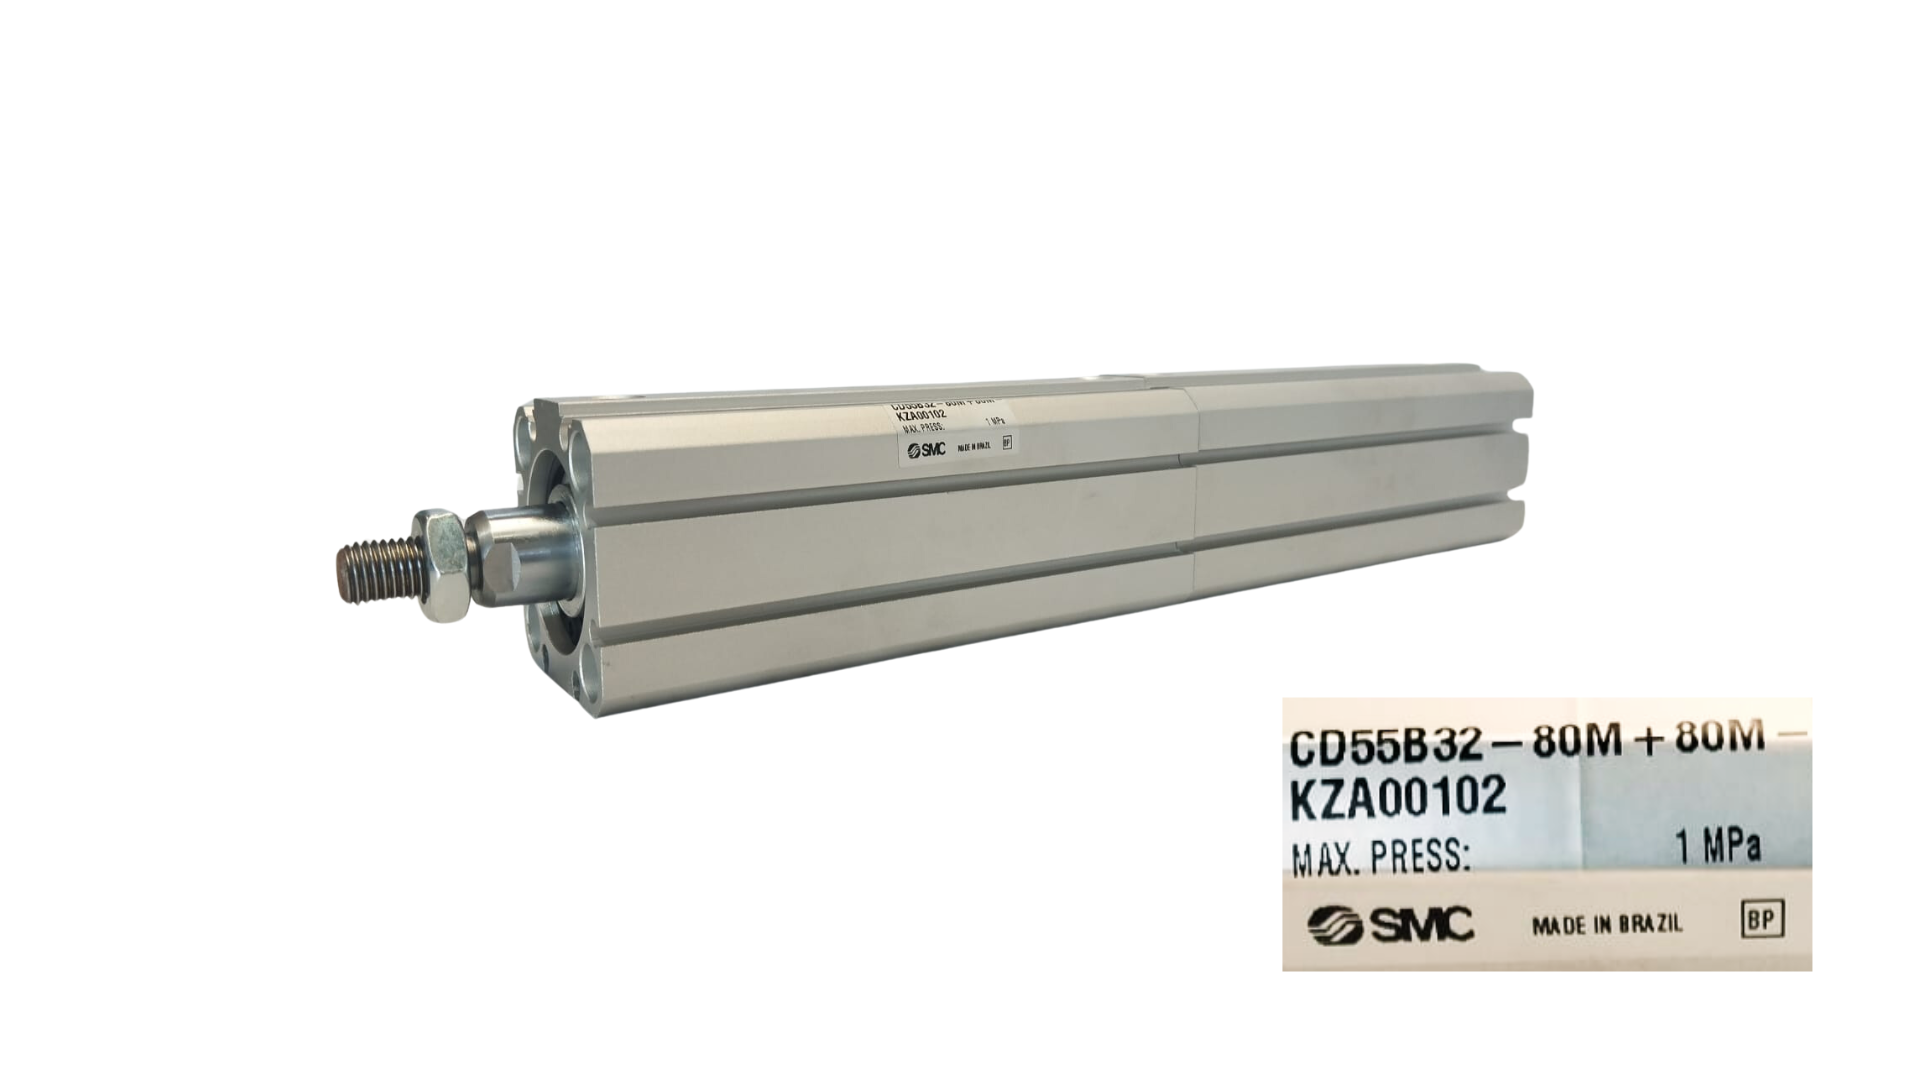 CD55B32-80M+80M-
KZA00102
MAX. PRESS: 1 MPa
SMC MADE IN BRAZIL BP
CD55B32-80M+80M-
KZA00102
MAX. PRESS: 1 MPa
SMC MADE IN BRAZIL BP